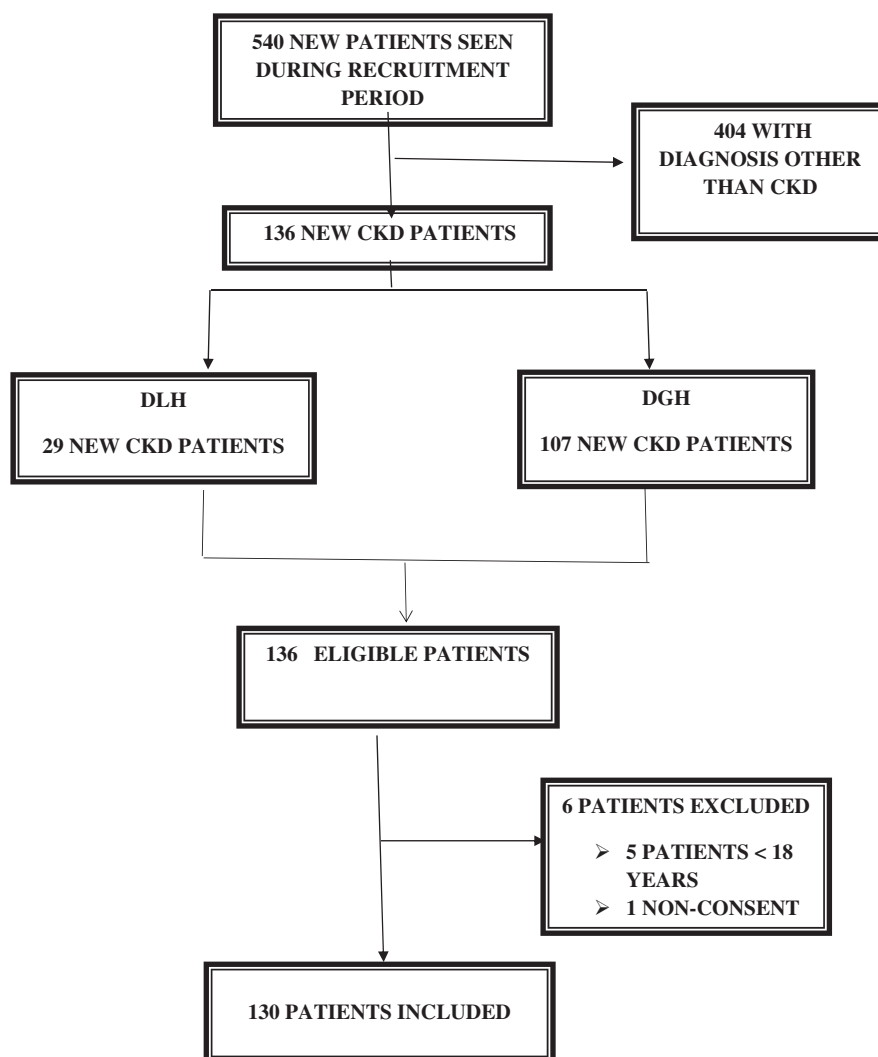 540 NEW PATIENTS SEEN
DURING RECRUITMENT
PERIOD
404 WITH
DIAGNOSIS OTHER
THAN CKD
136 NEW CKD PATIENTS
DLH
29 NEW CKD PATIENTS
DGH
107 NEW CKD PATIENTS
136 ELIGIBLE PATIENTS
6 PATIENTS EXCLUDED
➢ 5 PATIENTS < 18
YEARS
➢ 1 NON-CONSENT
130 PATIENTS INCLUDED